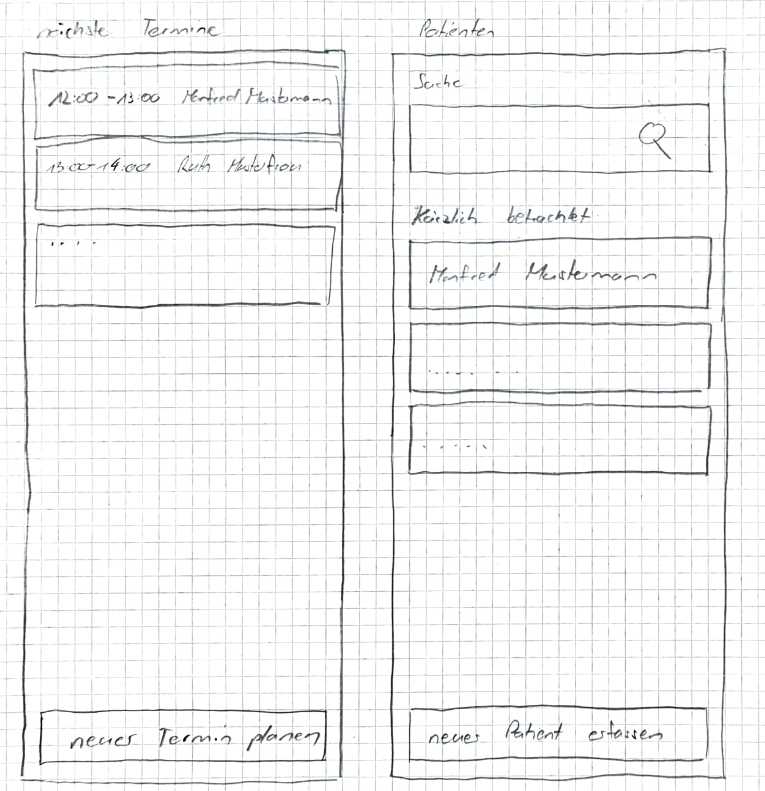 nächste Termine
12:00 - 13:00 Manfred Mustermann
13:00-14:00 Ruth Musterfrau
....
neuer Termin planen
Patienten
Suche
Kürzlich betrachtet
Manfred Mustermann
.......
.....
neuer Patient erfassen